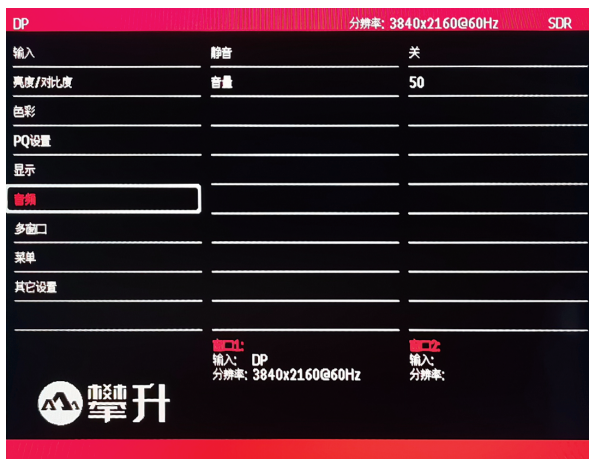 DP 分辨率: 3840x2160@60Hz SDR
输入 静音 关
亮度/对比度 音量 50
色彩
PQ设置
显示
音频
多窗口
菜单
其它设置
窗口1: 窗口2:
输入: DP 输入:
分辨率: 3840x2160@60Hz 分辨率:
攀升